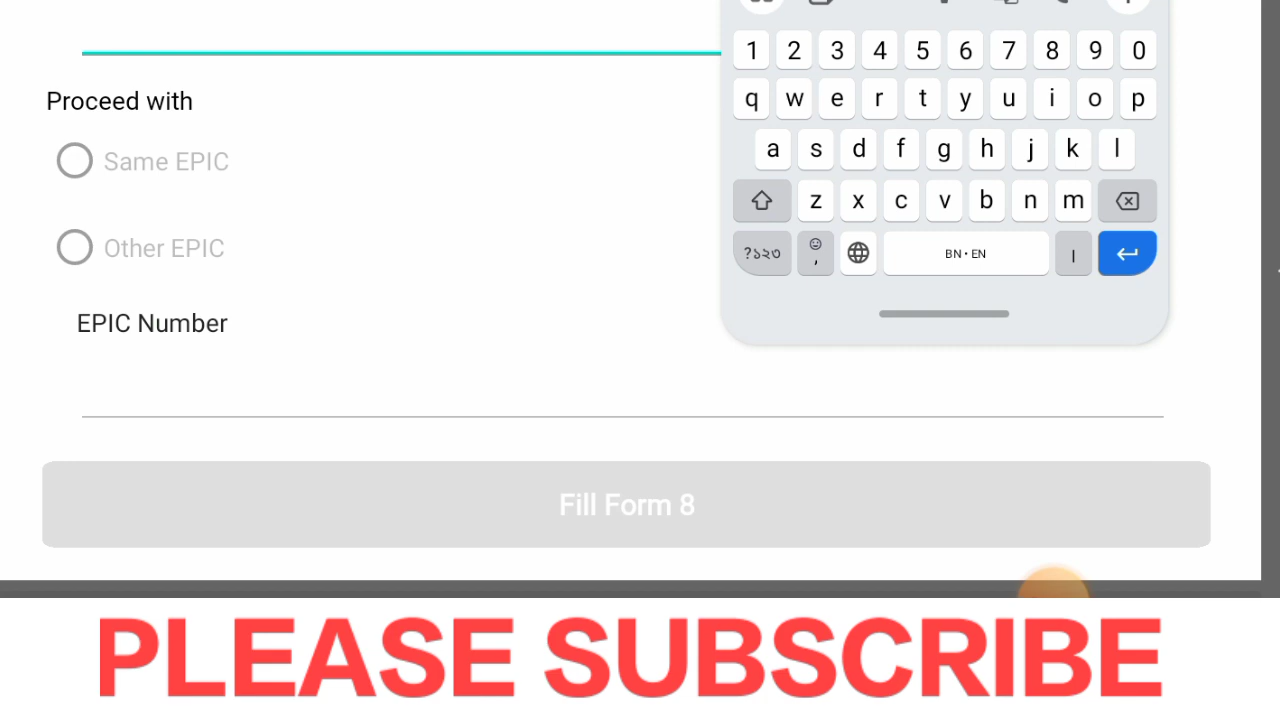 1 2 3 4 5 6 7 8 9 0
q w e r t y u i o p
Proceed with
Same EPIC
a s d f g h j k l
z x c v b n m
Other EPIC
?১২৩ , BN • EN ।
EPIC Number
Fill Form 8
PLEASE SUBSCRIBE